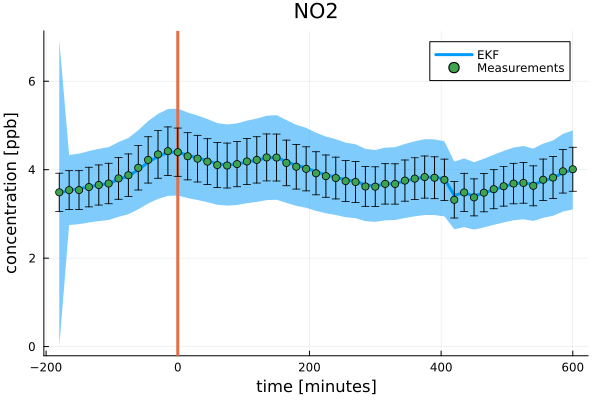 NO2
EKF
Measurements
concentration [ppb]
6
4
2
0
−200
0
200
400
600
time [minutes]